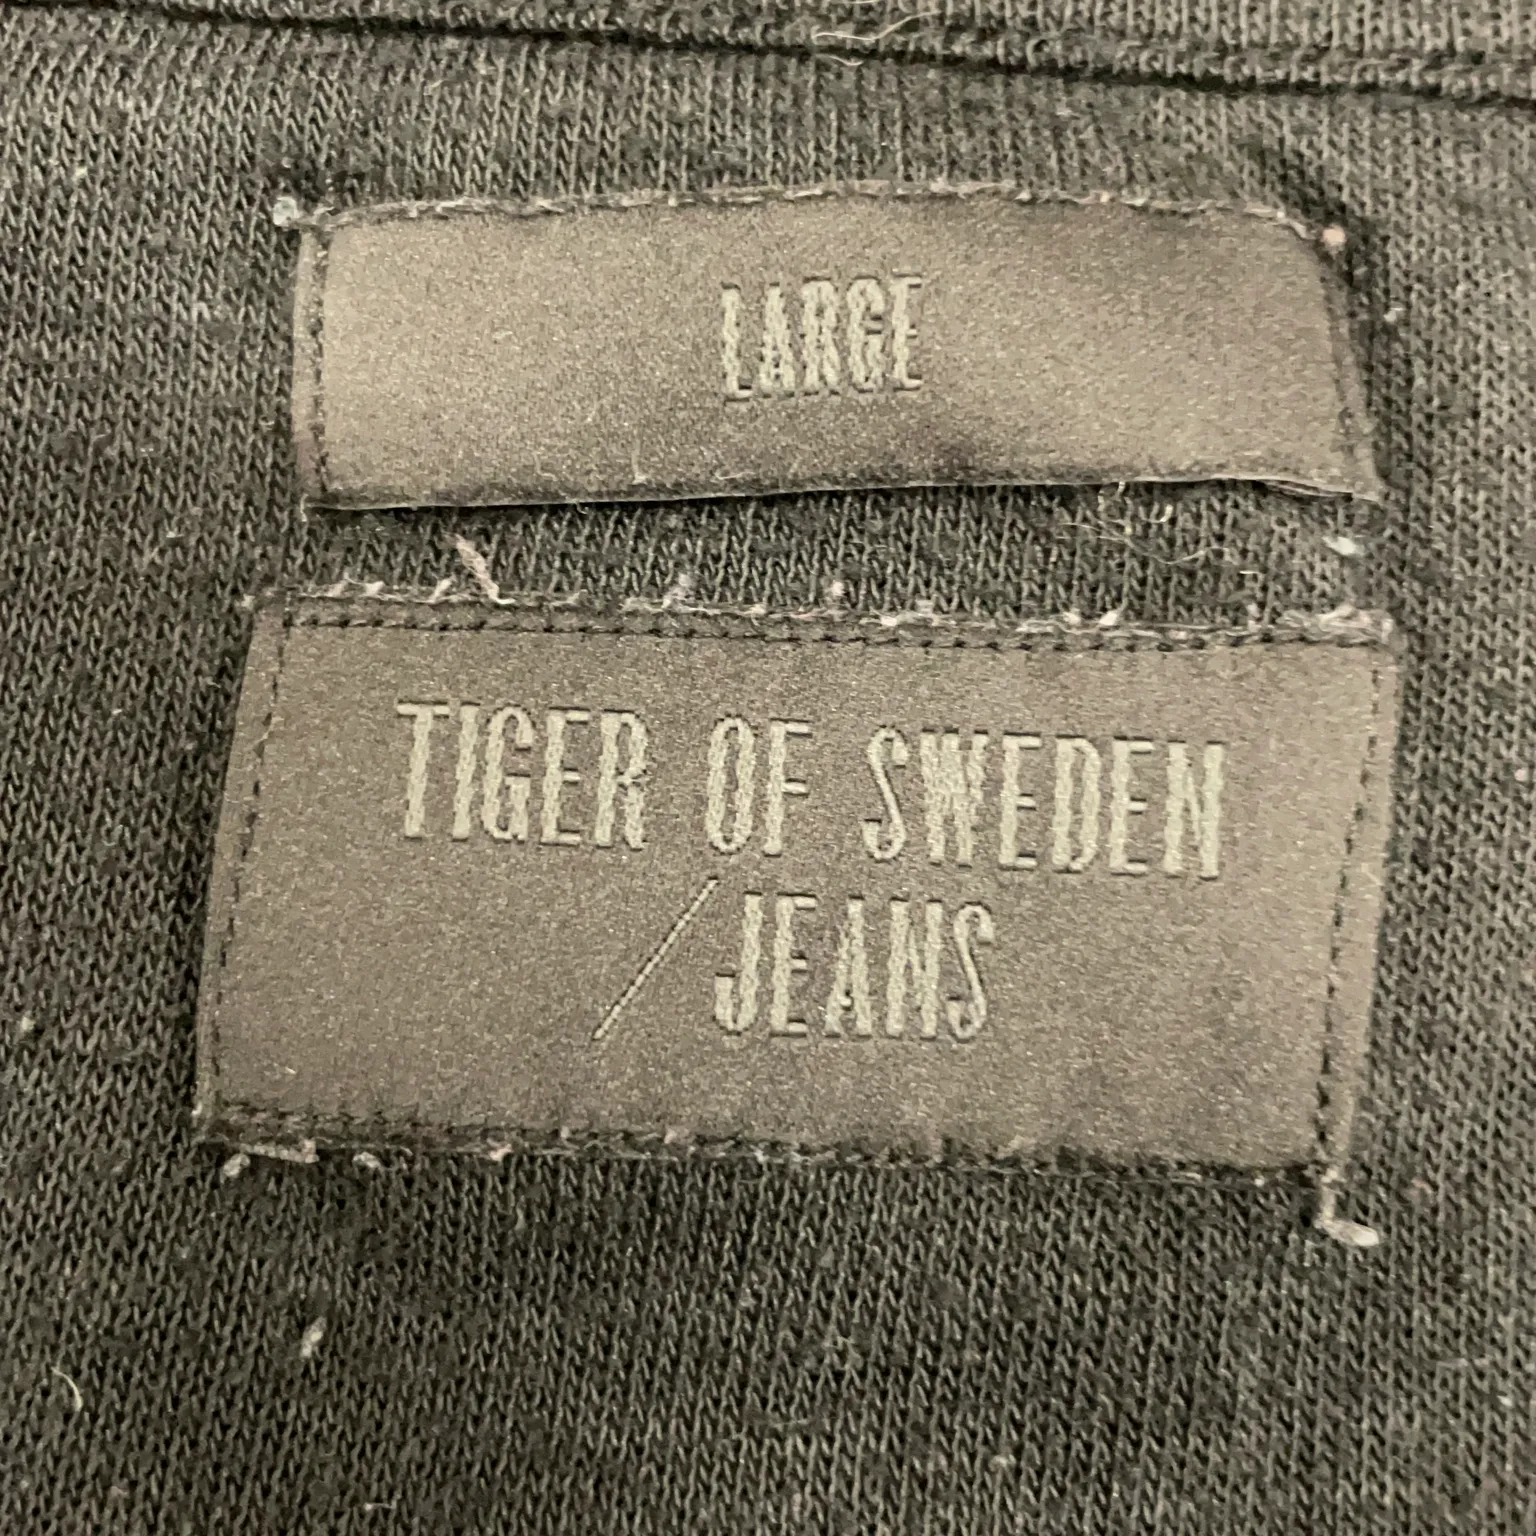 LARGE
TIGER OF SWEDEN
/JEANS